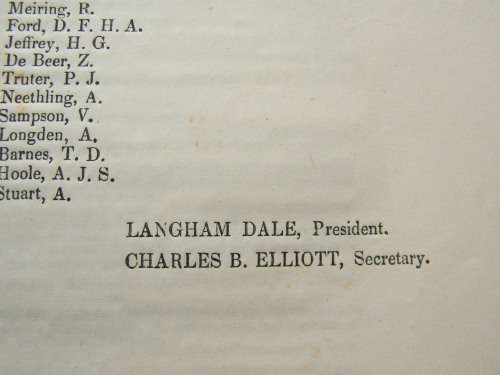 Meiring, R.
Ford, D. F. H. A.
Jeffrey, H. G.
De Beer, Z.
Truter, P. J.
Neethling, A.
Sampson, V.
Longden, A.
Barnes, T. D.
Hoole, A. J. S.
Stuart, A.
LANGHAM DALE, President.
CHARLES B. ELLIOTT, Secretary.